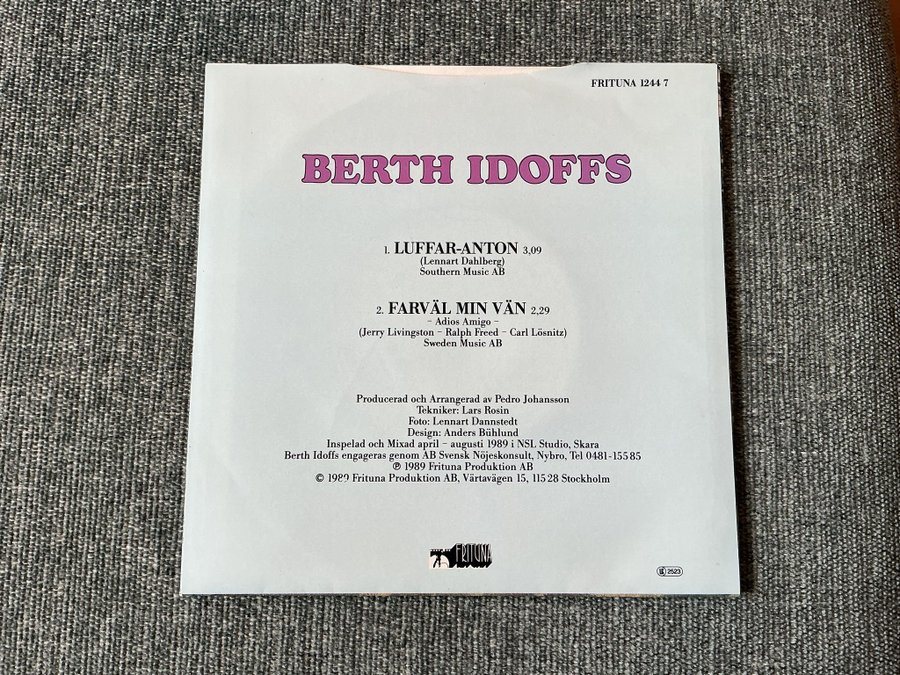 FRITUNA 1244 7
BERTH IDOFFS
1. LUFFAR-ANTON 3,09
(Lennart Dahlberg)
Southern Music AB
2. FARVÄL MIN VÄN 2,29
– Adios Amigo –
(Jerry Livingston – Ralph Freed – Carl Lösnitz)
Sweden Music AB
Producerad och Arrangerad av Pedro Johansson
Tekniker: Lars Rosin
Foto: Lennart Dannstedt
Design: Anders Bühlund
Inspelad och Mixad april – augusti 1989 i NSL Studio, Skara
Berth Idoffs engageras genom AB Svensk Nöjeskonsult, Nybro, Tel 0481-155 85
℗ 1989 Frituna Produktion AB
© 1989 Frituna Produktion AB, Värtavägen 15, 115 28 Stockholm
FRITUNA
2523